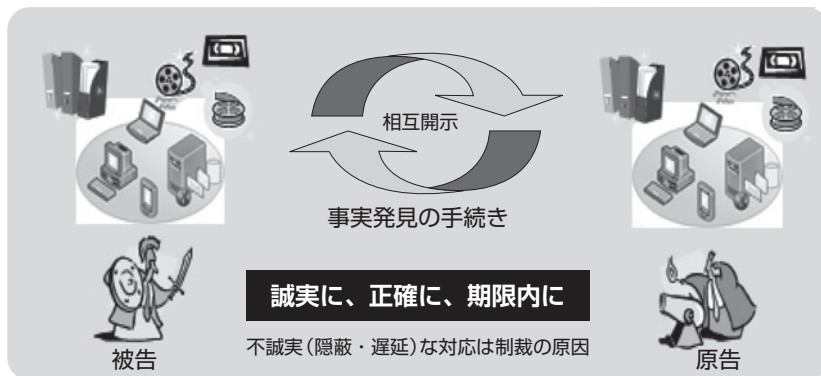 相互開示
事実発見の手続き
誠実に、正確に、期限内に
不誠実(隠蔽・遅延)な対応は制裁の原因
被告
原告